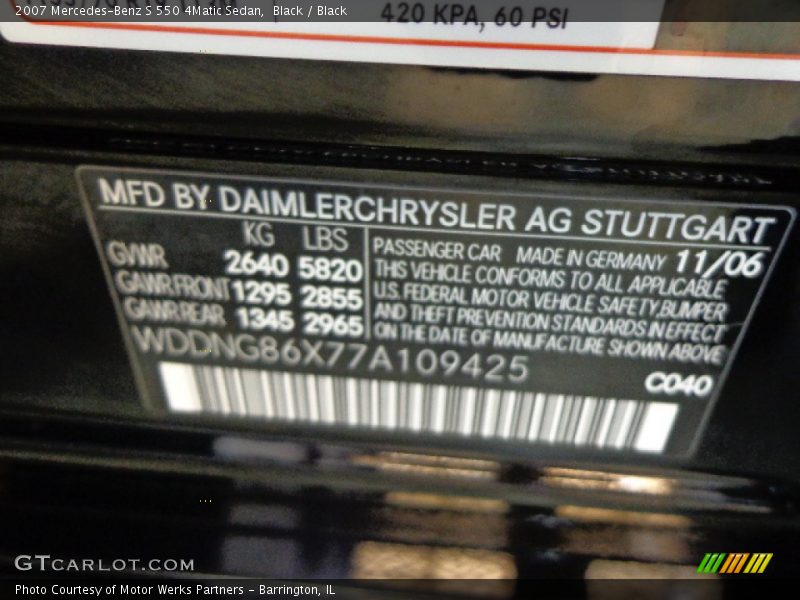 2007 Mercedes-Benz S 550 4Matic Sedan, Black / Black
420 KPA, 60 PSI
MFD BY DAIMLERCHRYSLER AG STUTTGART
KG LBS
GVWR 2640 5820
GAWR FRONT 1295 2855
GAWR REAR 1345 2965
PASSENGER CAR MADE IN GERMANY 11/06
THIS VEHICLE CONFORMS TO ALL APPLICABLE
U.S. FEDERAL MOTOR VEHICLE SAFETY, BUMPER
AND THEFT PREVENTION STANDARDS IN EFFECT
ON THE DATE OF MANUFACTURE SHOWN ABOVE
WDDNG86X77A109425
C040
GTCARLOT.COM
Photo Courtesy of Motor Werks Partners - Barrington, IL